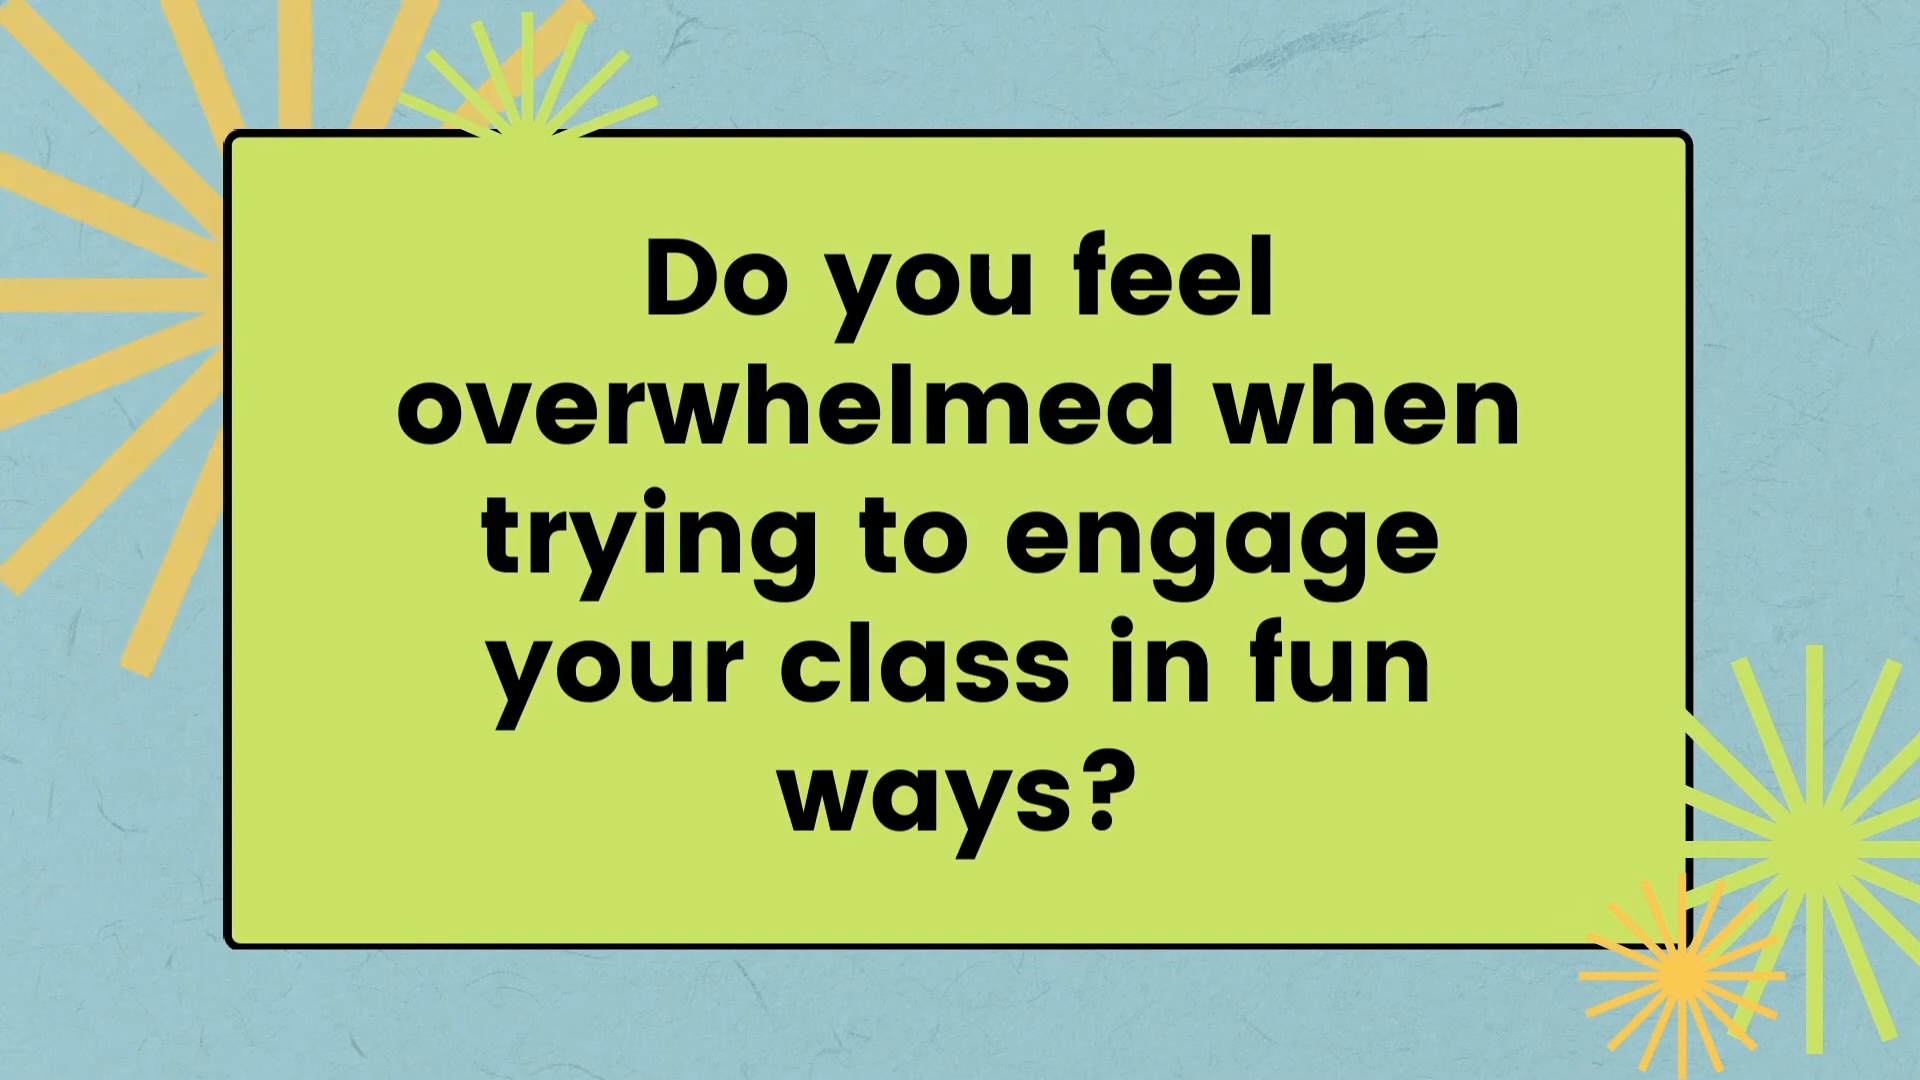 Do you feel
overwhelmed when
trying to engage
your class in fun
ways?